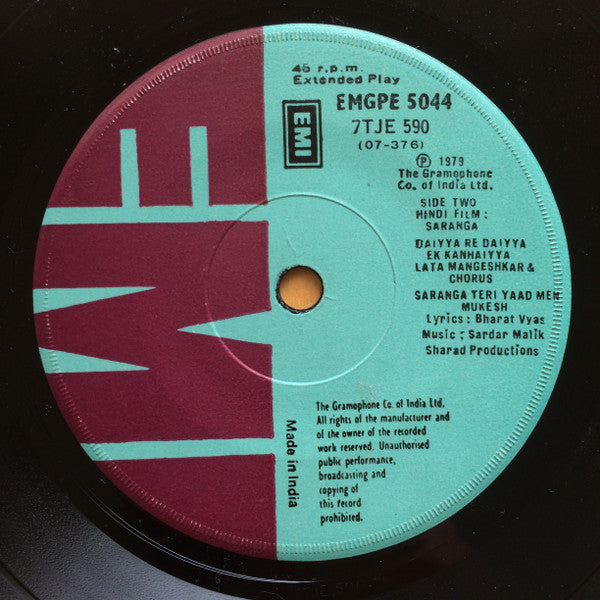 45 r.p.m.
Extended Play
EMI
EMGPE 5044
7TJE 590
(07-376)
Ⓟ 1979
The Gramophone
Co. of India Ltd.
SIDE TWO
HINDI FILM :
SARANGA
DAIYYA RE DAIYYA
EK KANHAIYYA
LATA MANGESHKAR &
CHORUS
SARANGA TERI YAAD MEN
MUKESH
Lyrics : Bharat Vyas
Music : Sardar Malik
Sharad Productions
The Gramophone Co. of India Ltd.
All rights of the manufacturer and
of the owner of the recorded
work reserved. Unauthorised
public performance,
broadcasting and
copying of
this record
prohibited.
Made in India
EMI